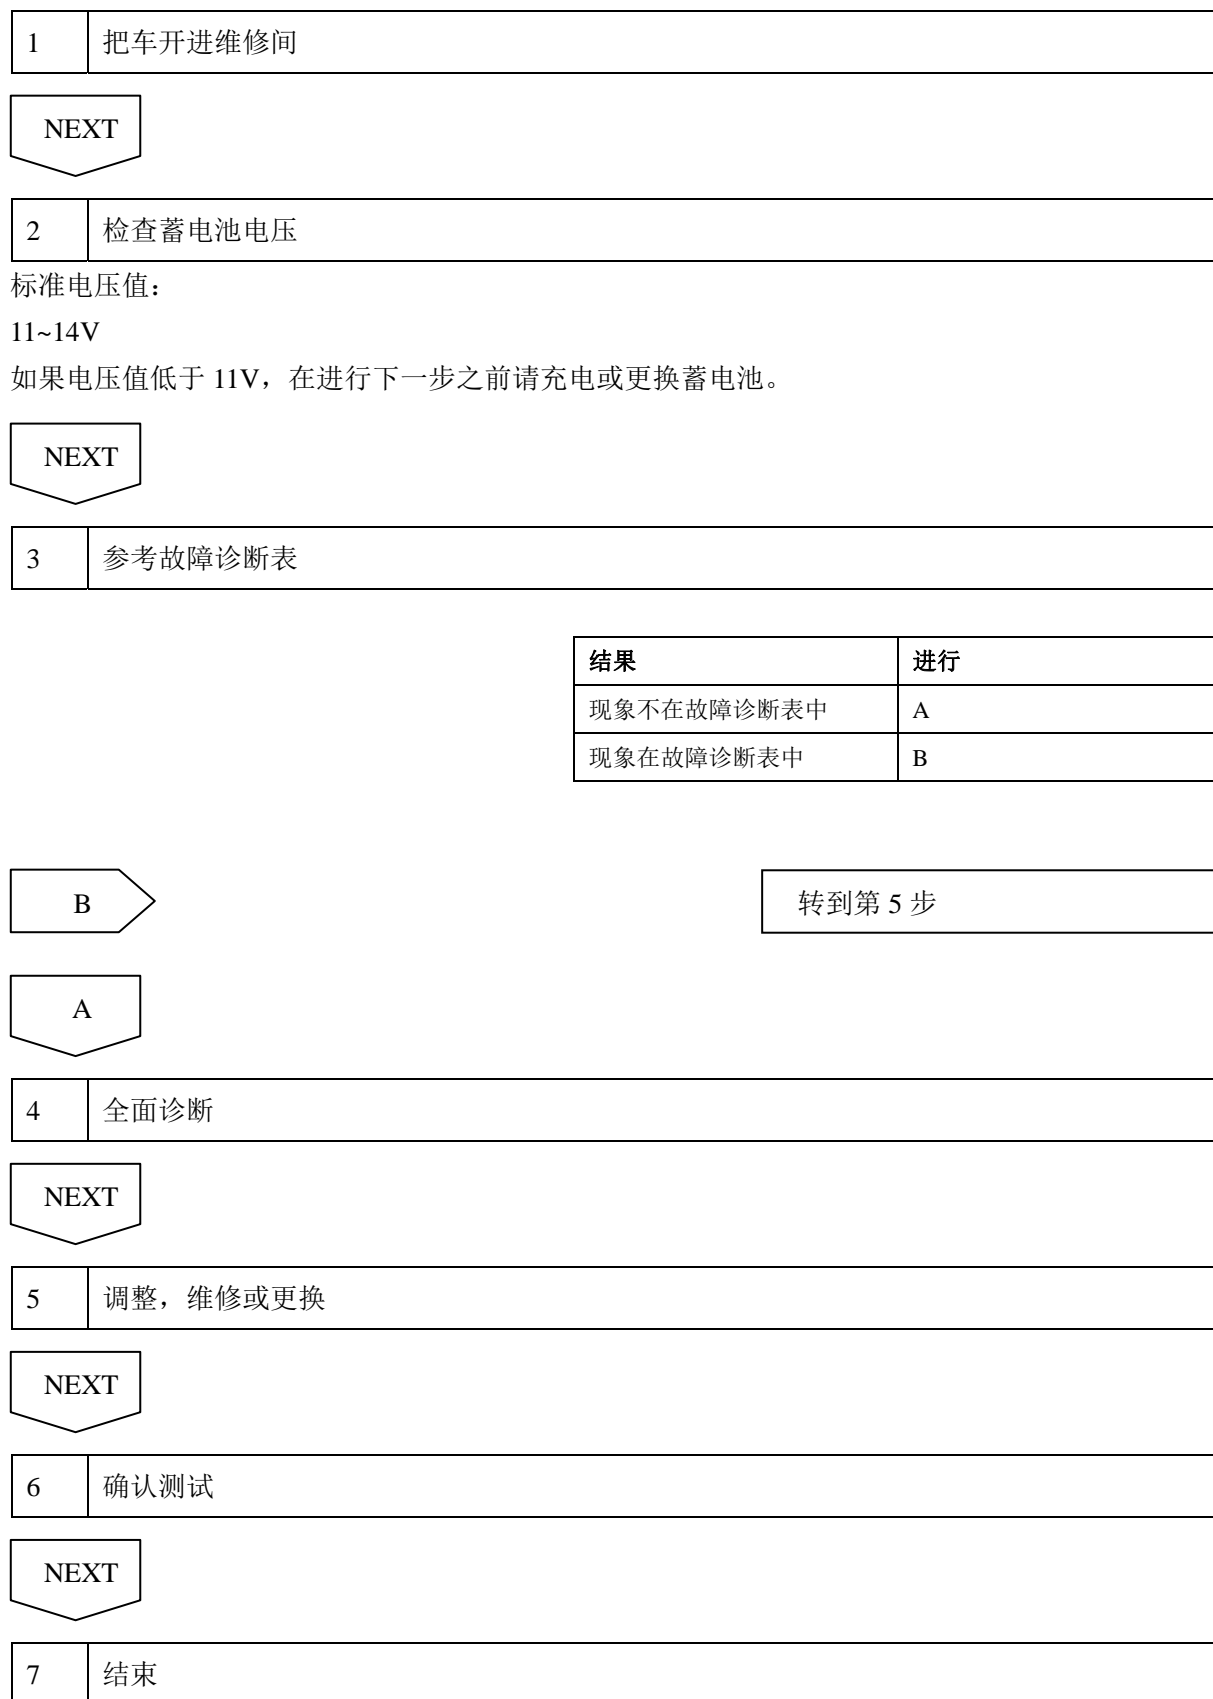 1 把车开进维修间
NEXT
2 检查蓄电池电压
标准电压值：
11~14V
如果电压值低于 11V，在进行下一步之前请充电或更换蓄电池。
NEXT
3 参考故障诊断表
结果 进行
现象不在故障诊断表中 A
现象在故障诊断表中 B
B 转到第 5 步
A
4 全面诊断
NEXT
5 调整，维修或更换
NEXT
6 确认测试
NEXT
7 结束